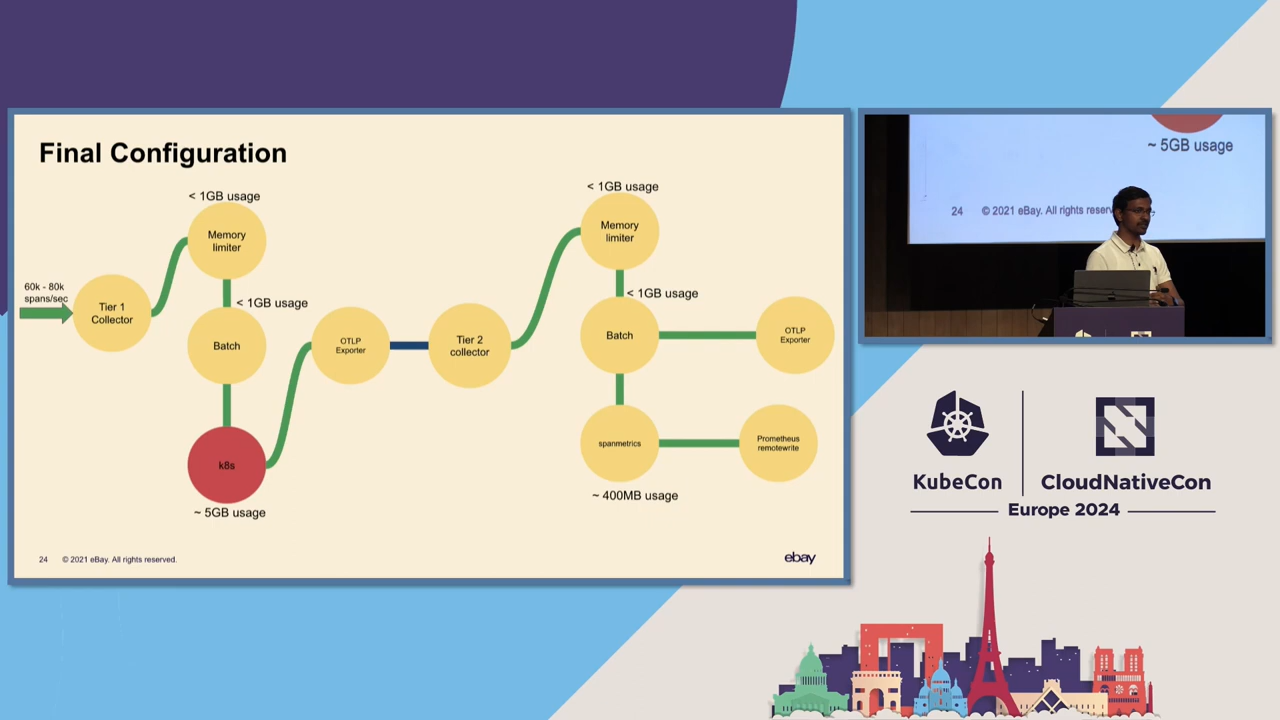 Final Configuration
< 1GB usage
Memory
limiter
60k - 80k
spans/sec
Tier 1
Collector
< 1GB usage
Batch
k8s
~ 5GB usage
OTLP
Exporter
Tier 2
collector
< 1GB usage
Memory
limiter
< 1GB usage
Batch
OTLP
Exporter
spanmetrics
Prometheus
remotewrite
~ 400MB usage
24 © 2021 eBay. All rights reserved.
ebay
~ 5GB usage
24 © 2021 eBay. All rights reserv
KubeCon
CloudNativeCon
Europe 2024